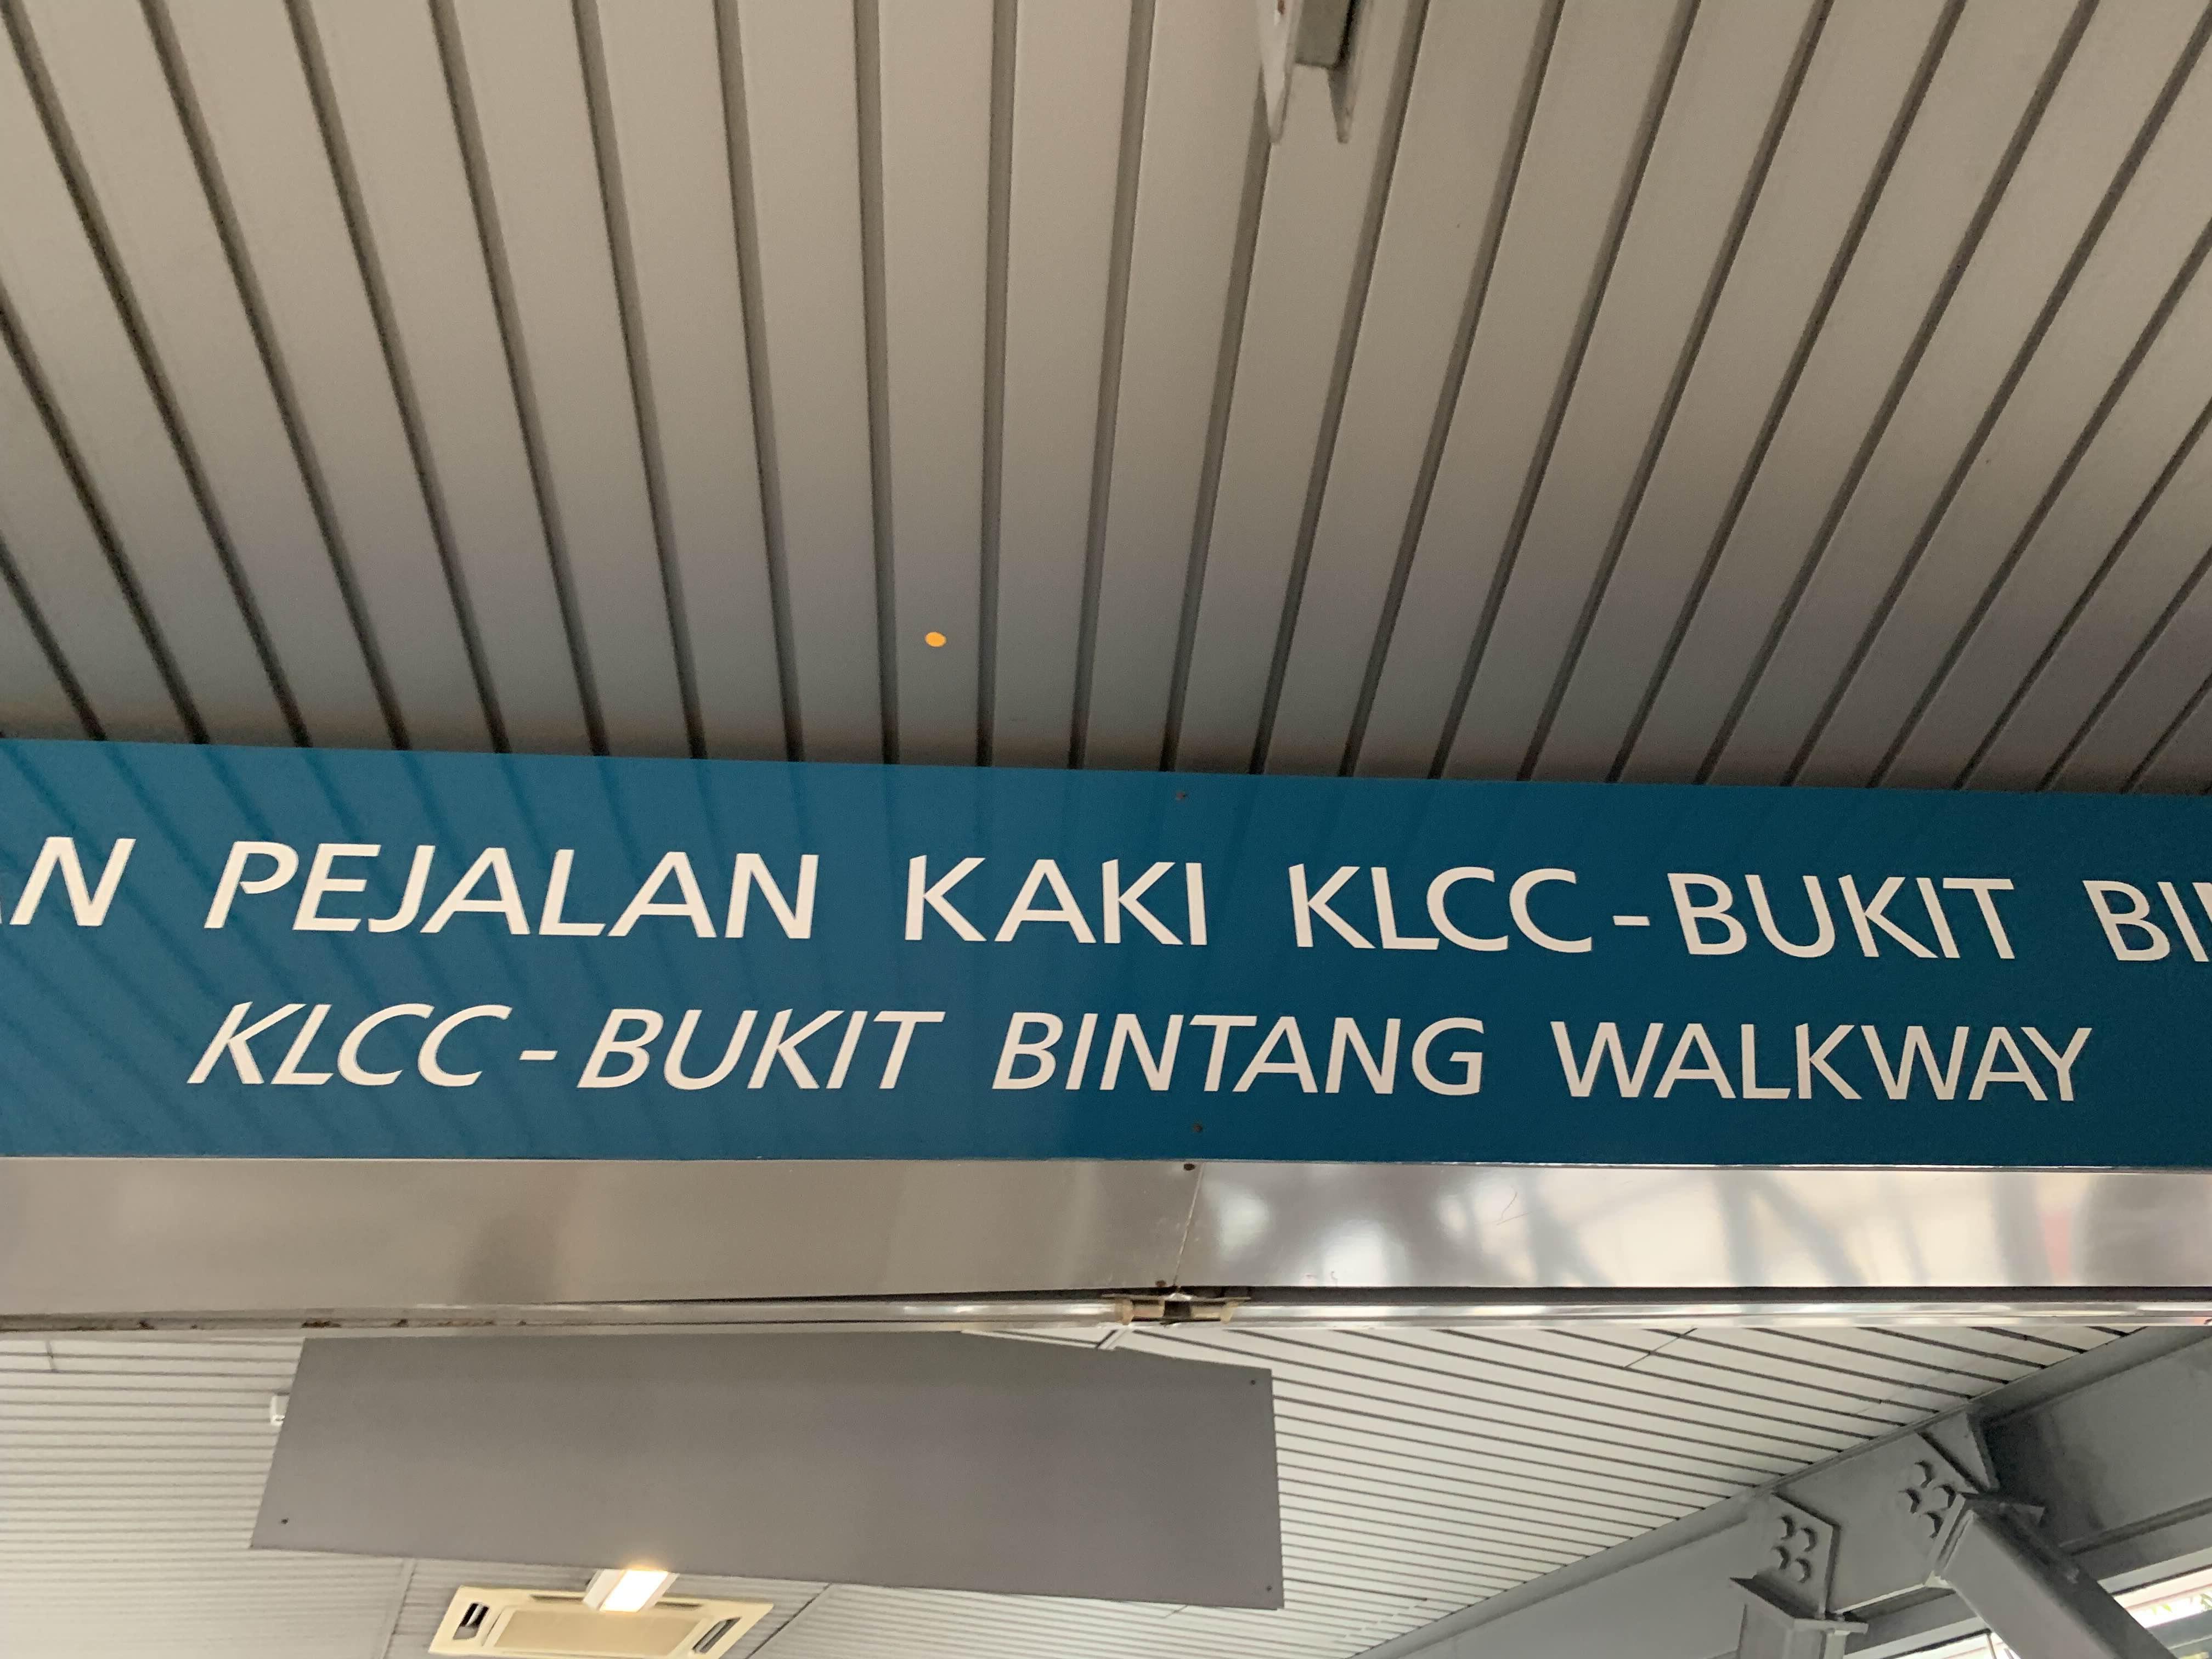 PEJALAN KAKI KLCC-BUKIT
KLCC-BUKIT BINTANG WALKWAY